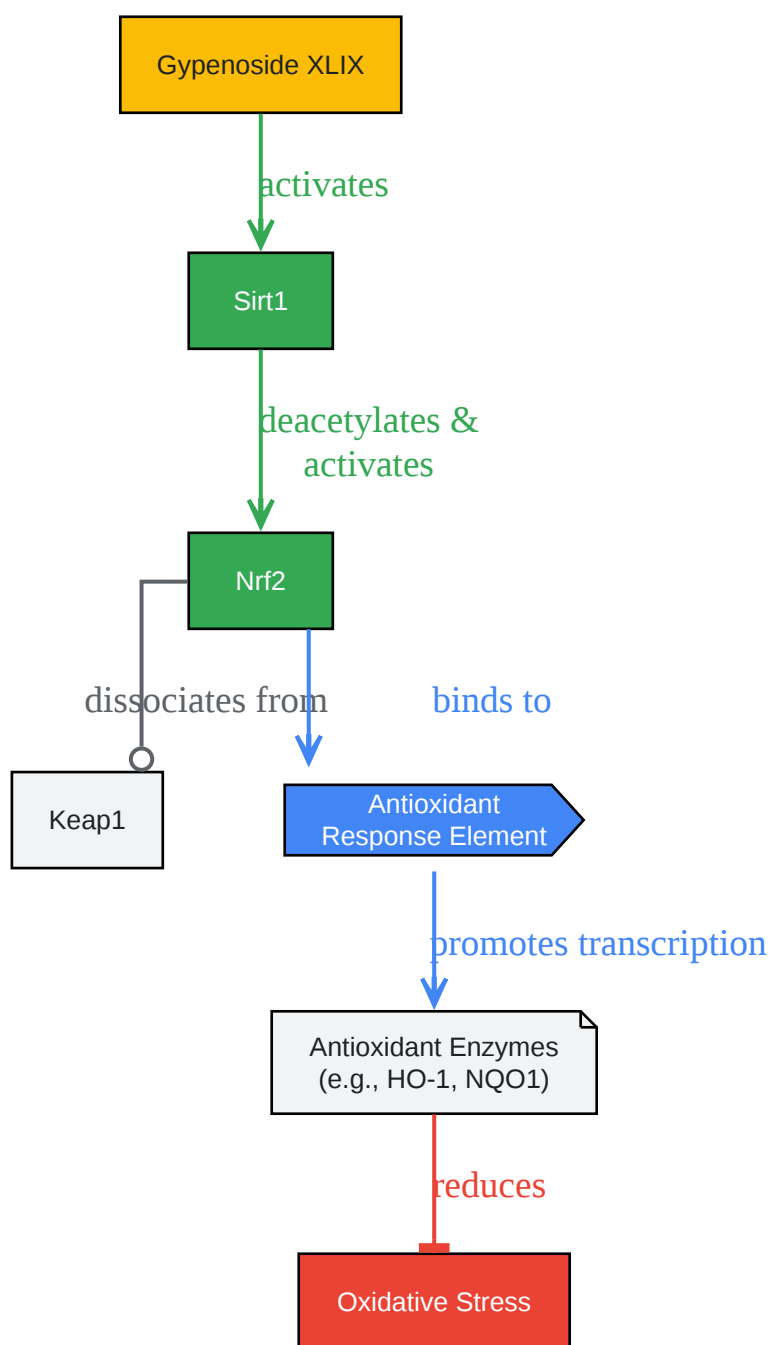 Gypenoside XLIX
activates
Sirt1
deacetylates &
activates
Nrf2
dissociates from
binds to
Keap1
Antioxidant
Response Element
promotes transcription
Antioxidant Enzymes
(e.g., HO-1, NQO1)
reduces
Oxidative Stress